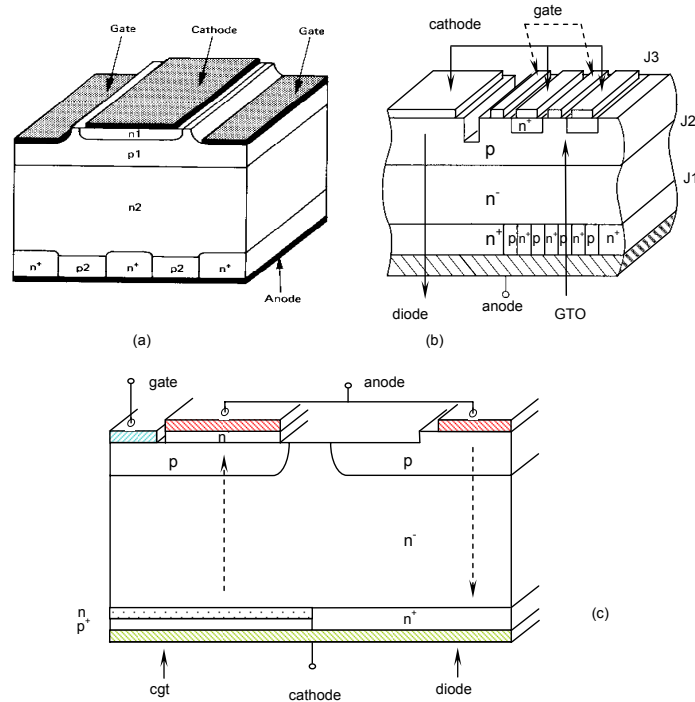 Gate
Cathode
Gate
n1
p1
n2
n+ p2 n+ p2 n+
Anode
(a)
cathode
gate
J3
J2
J1
n+
p
n-
n+ p n+ p n+ p n+ p n+
anode
diode
GTO
(b)
gate
anode
n
p
p
n-
n
p+
n+
(c)
cgt
cathode
diode